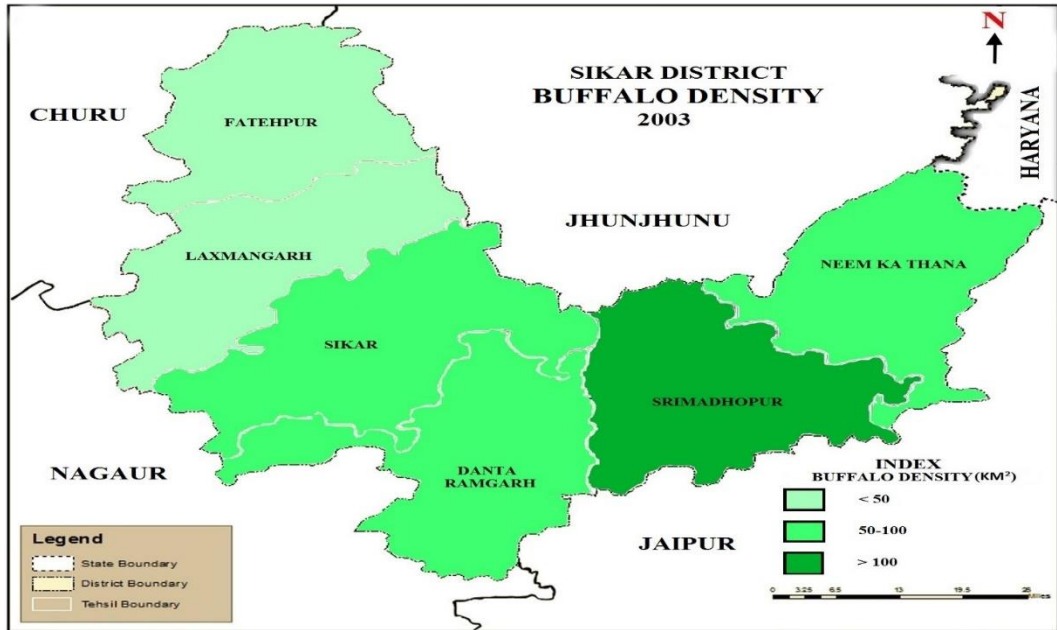 N
SIKAR DISTRICT
BUFFALO DENSITY
2003
CHURU
FATEHPUR
HARYANA
JHUNJHUNU
LAXMANGARH
NEEM KA THANA
SIKAR
SRIMADHOPUR
NAGAUR
DANTA
RAMGARH
INDEX
BUFFALO DENSITY(KM²)
< 50
50-100
> 100
JAIPUR
Legend
State Boundary
District Boundary
Tehsil Boundary
0 3.25 6.5 13 19.5 26
Miles